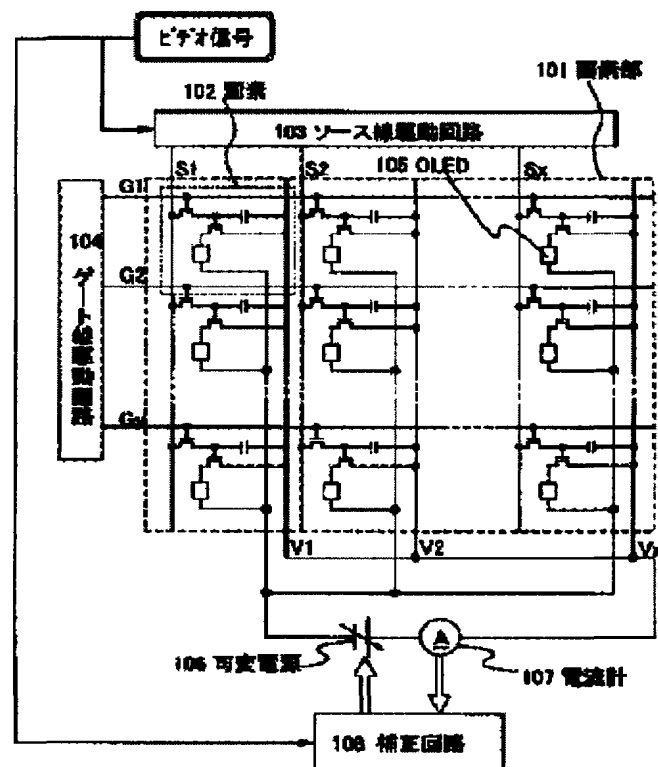 ビデオ信号
101 画素部
102 画素
103 ソース線駆動回路
S1
S2
Sx
105 OLED
G1
104 ゲート線駆動回路
G2
Gy
V1
V2
106 可変電源
A
107 電流計
108 補正回路